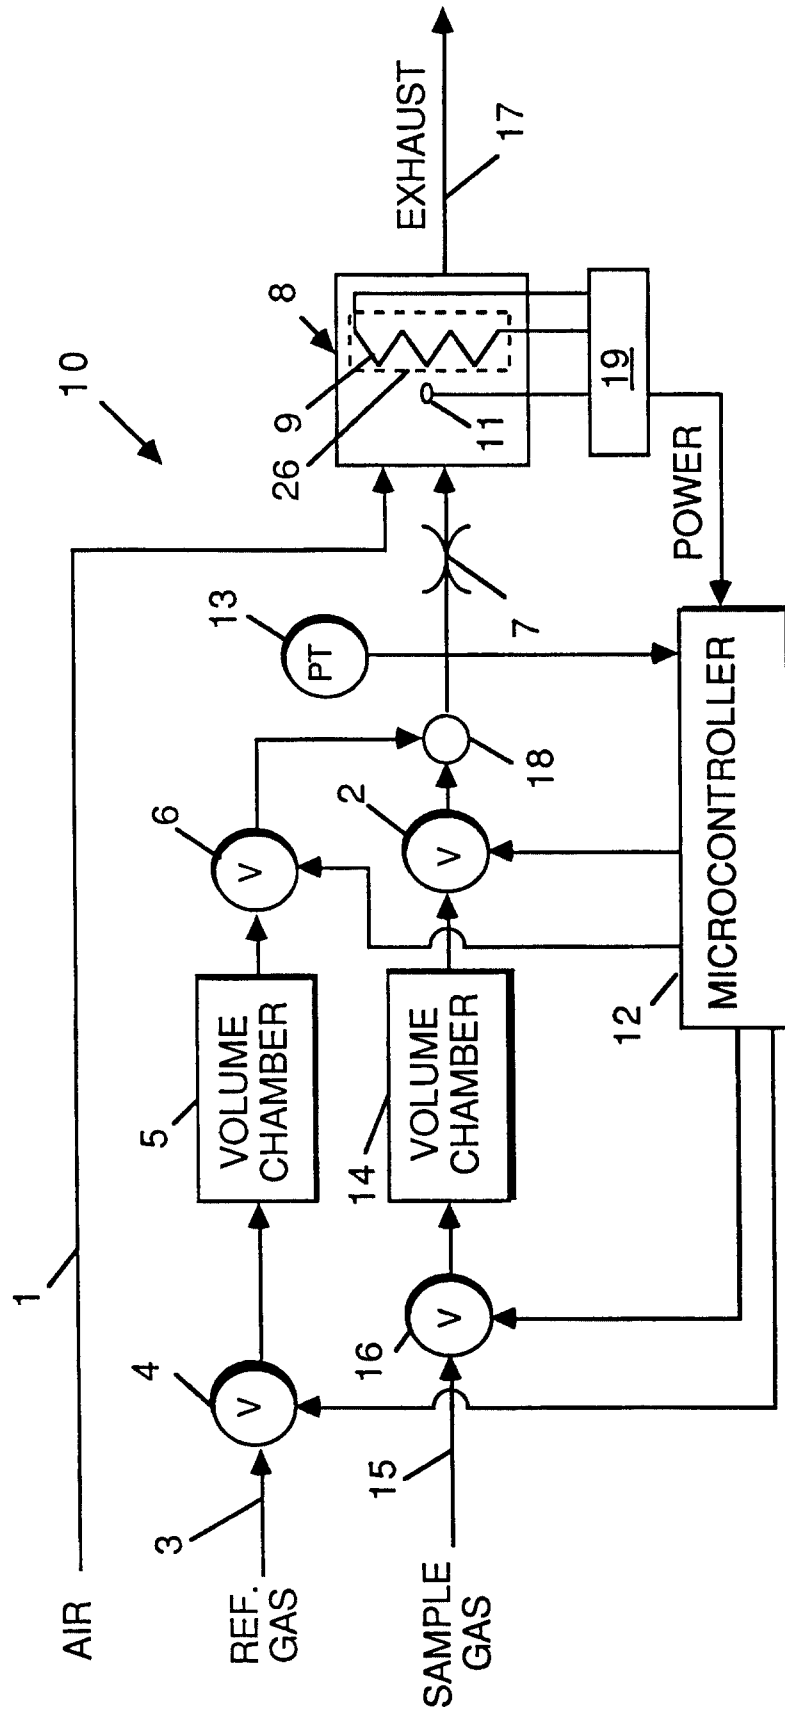 10
AIR
1
EXHAUST
17
8
9
26
11
19
POWER
13
PT
7
18
REF.
GAS
3
4
V
5
VOLUME
CHAMBER
6
V
SAMPLE
GAS
15
16
V
14
VOLUME
CHAMBER
2
V
12
MICROCONTROLLER